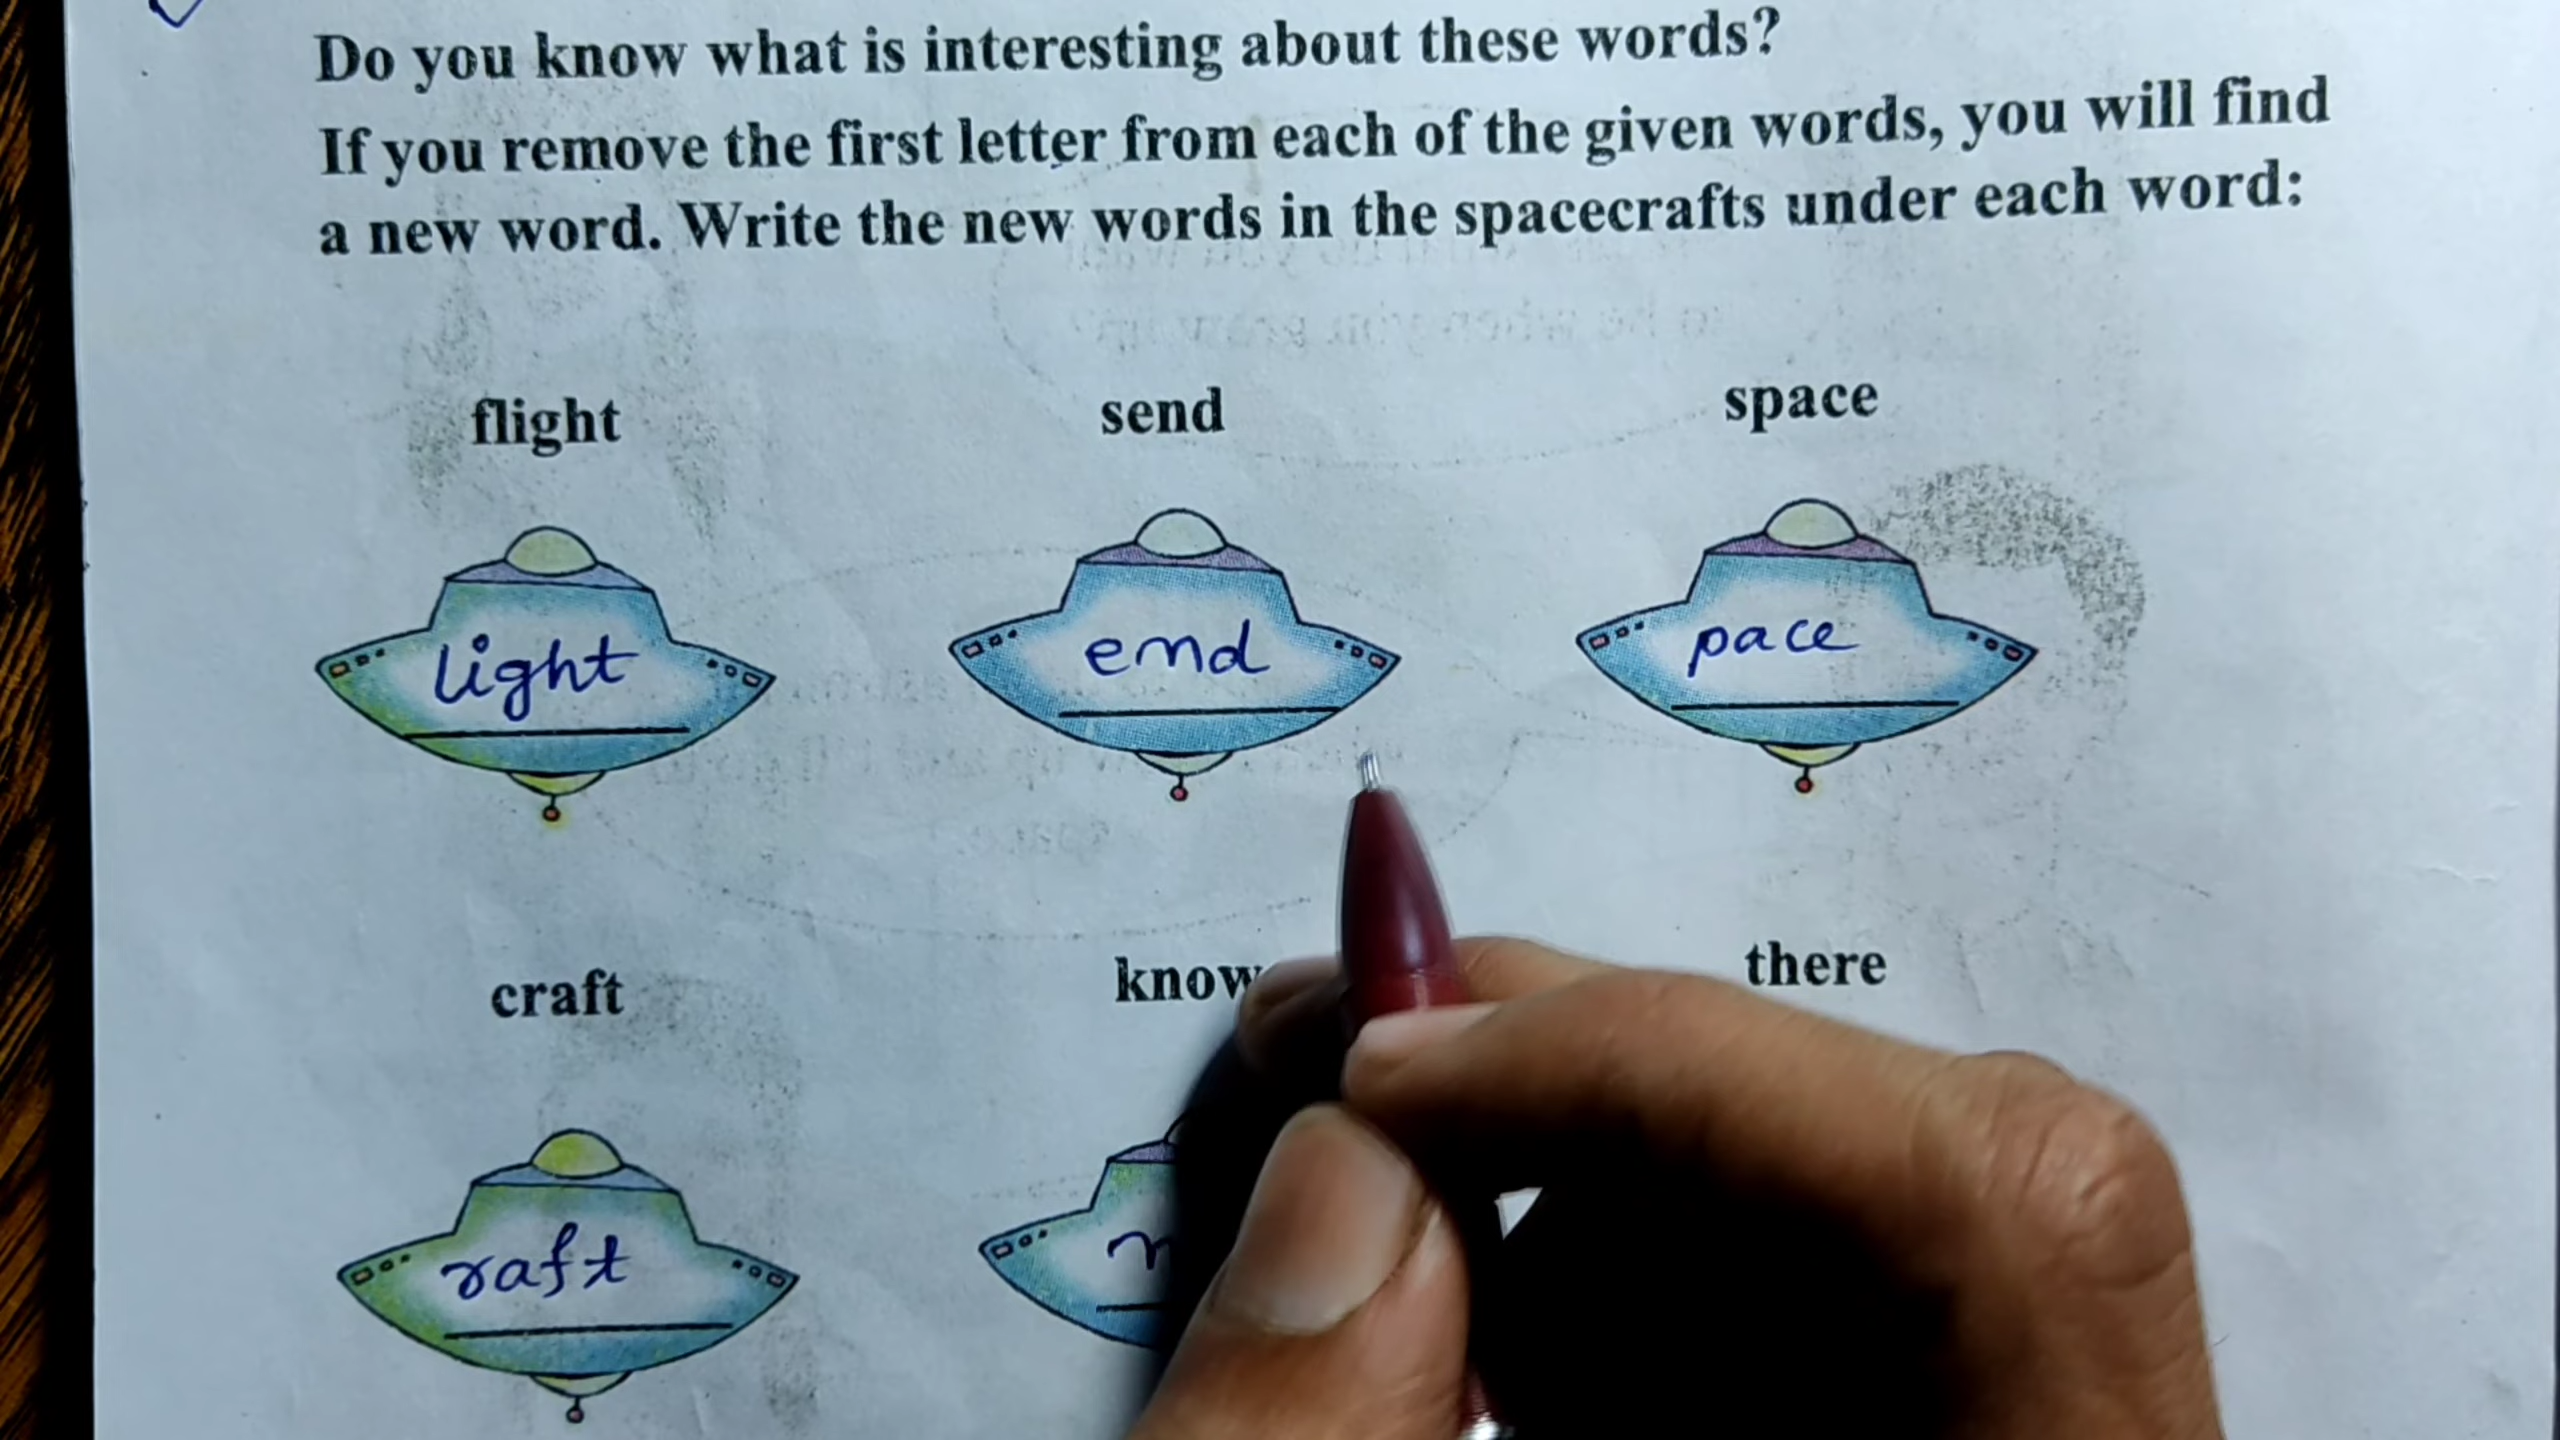 Do you know what is interesting about these words?
If you remove the first letter from each of the given words, you will find
a new word. Write the new words in the spacecrafts under each word:
flight send space
light end pace
craft know there
raft